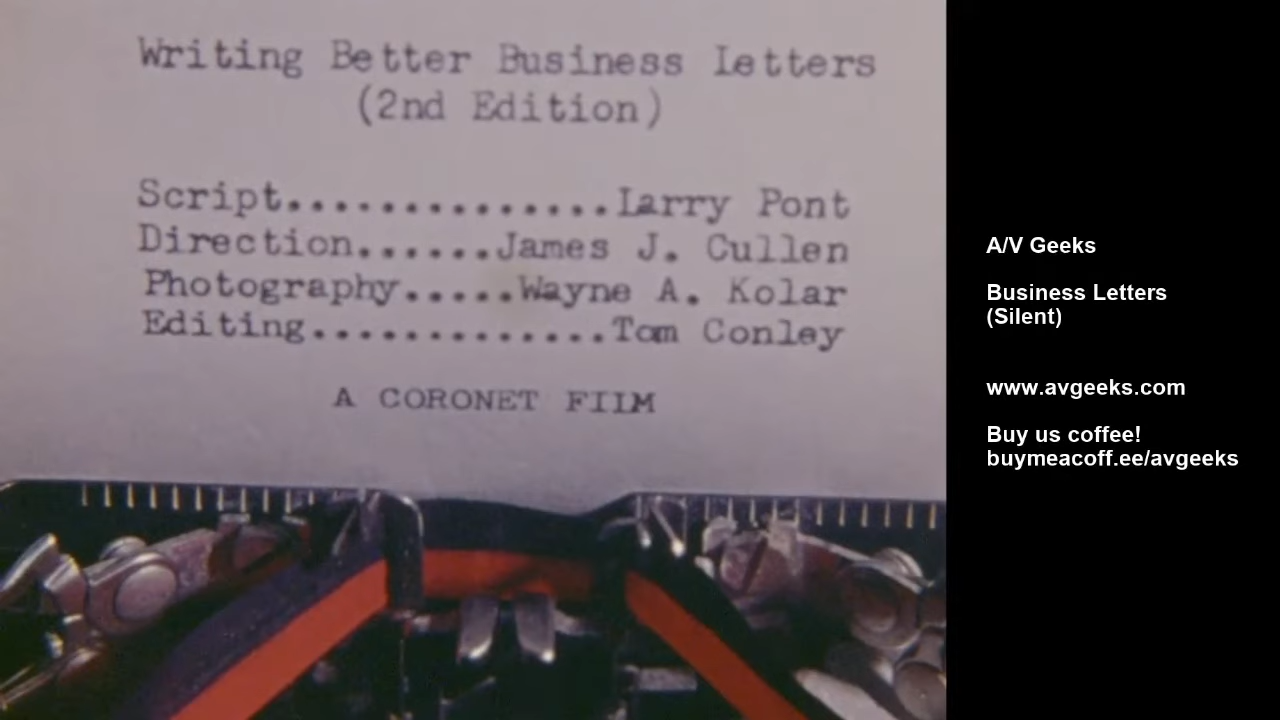 Writing Better Business Letters
(2nd Edition)
Script...............Larry Pont
Direction......James J. Cullen
Photography.....Wayne A. Kolar
Editing.............Tom Conley
A CORONET FILM
A/V Geeks
Business Letters
(Silent)
www.avgeeks.com
Buy us coffee!
buymeacoff.ee/avgeeks